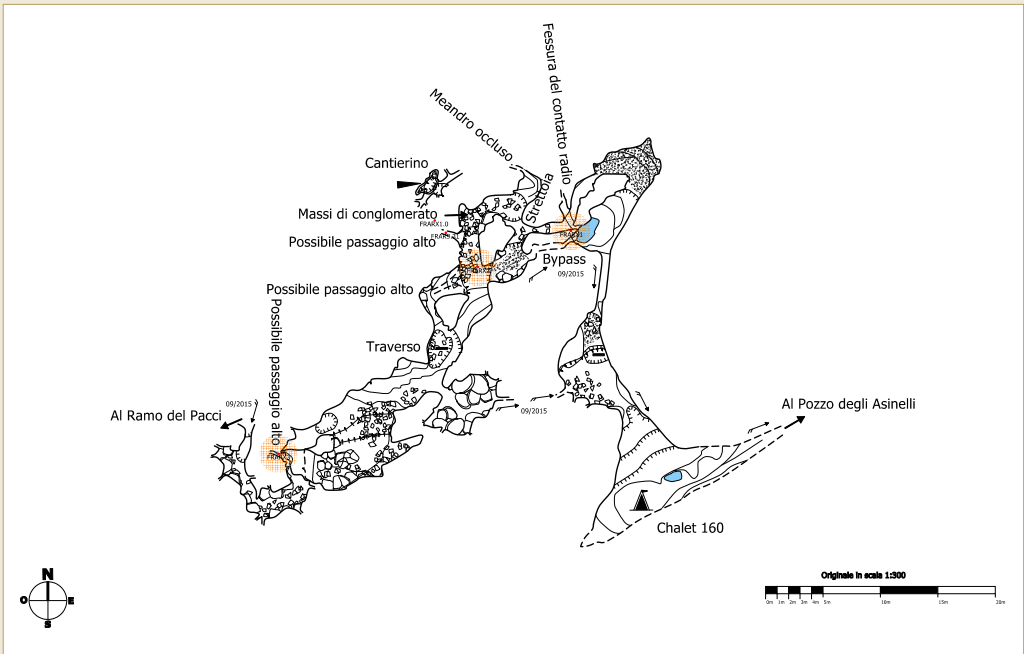 Fessura del contatto radio
Meandro occluso
Cantierino
Strettoia
Massi di conglomerato
FRARX1.0
Possibile passaggio alto
Bypass
09/2015
Possibile passaggio alto
Possibile passaggio alto
Traverso
09/2015
09/2015
Al Ramo del Pacci
Al Pozzo degli Asinelli
Chalet 160
N
O
E
S
Originale in scala 1:300
0m 1m 2m 3m 4m 5m 10m 15m 20m